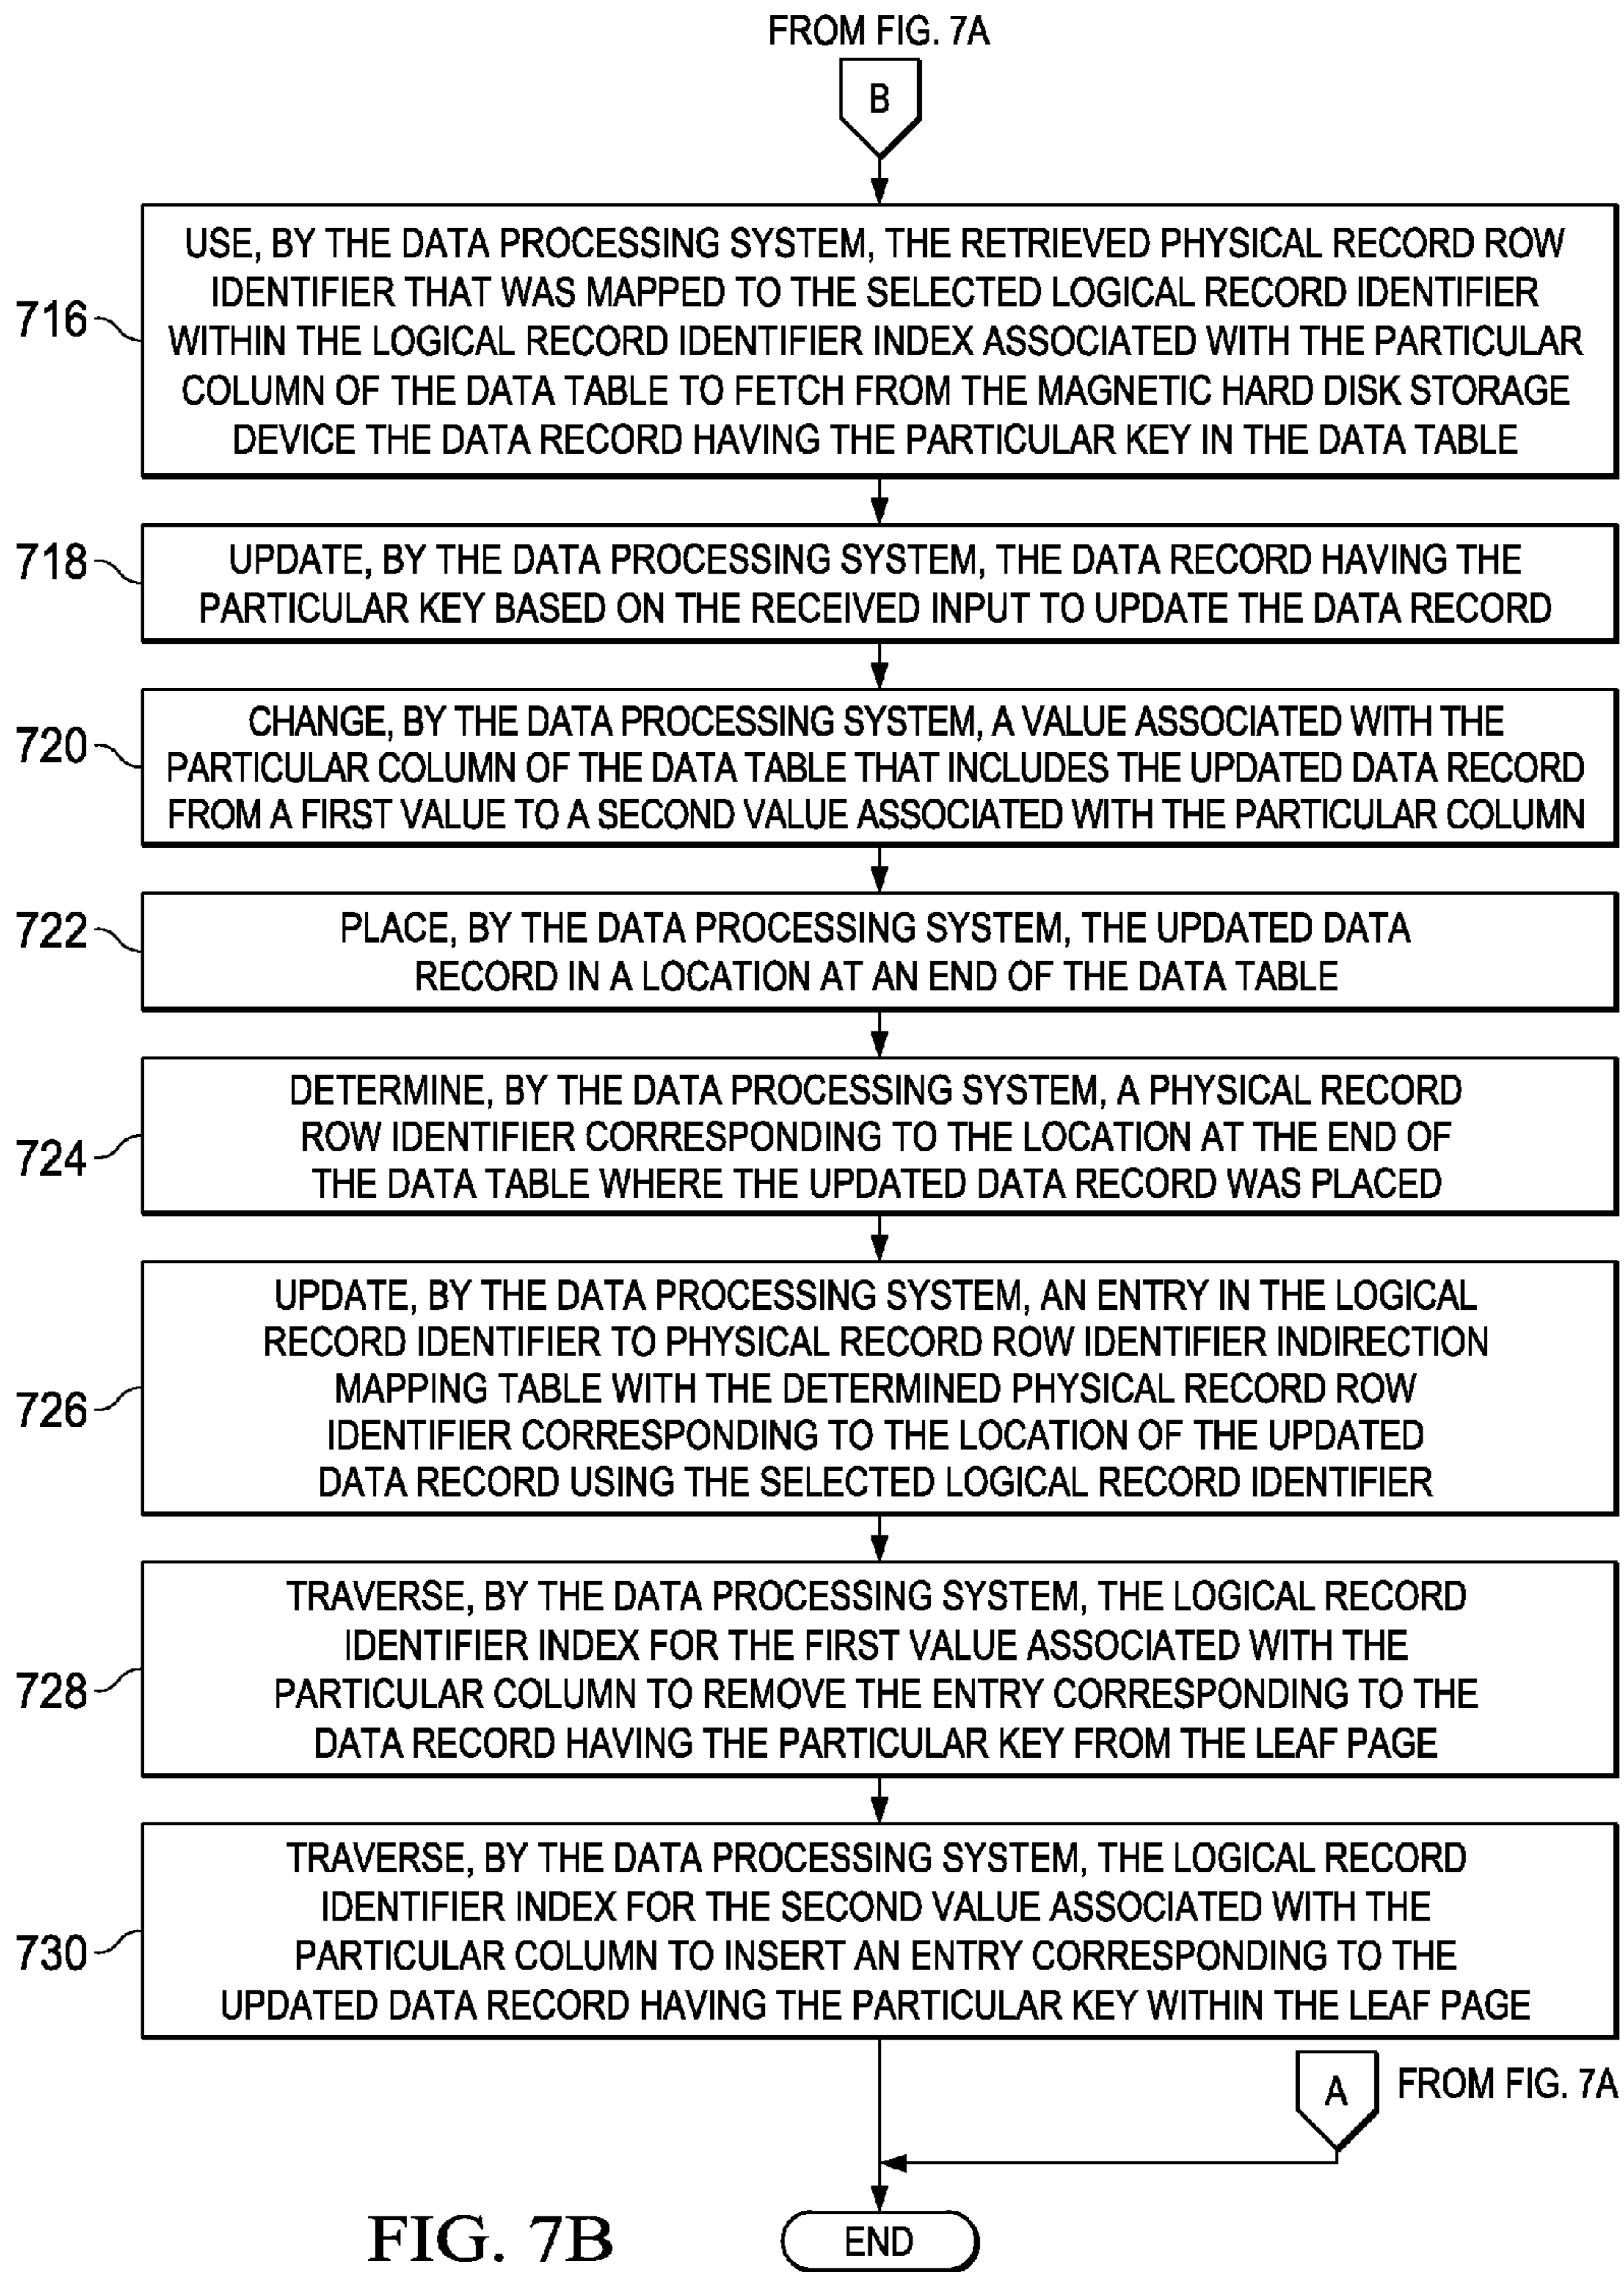 FROM FIG. 7A
B
716
USE, BY THE DATA PROCESSING SYSTEM, THE RETRIEVED PHYSICAL RECORD ROW
IDENTIFIER THAT WAS MAPPED TO THE SELECTED LOGICAL RECORD IDENTIFIER
WITHIN THE LOGICAL RECORD IDENTIFIER INDEX ASSOCIATED WITH THE PARTICULAR
COLUMN OF THE DATA TABLE TO FETCH FROM THE MAGNETIC HARD DISK STORAGE
DEVICE THE DATA RECORD HAVING THE PARTICULAR KEY IN THE DATA TABLE
718
UPDATE, BY THE DATA PROCESSING SYSTEM, THE DATA RECORD HAVING THE
PARTICULAR KEY BASED ON THE RECEIVED INPUT TO UPDATE THE DATA RECORD
720
CHANGE, BY THE DATA PROCESSING SYSTEM, A VALUE ASSOCIATED WITH THE
PARTICULAR COLUMN OF THE DATA TABLE THAT INCLUDES THE UPDATED DATA RECORD
FROM A FIRST VALUE TO A SECOND VALUE ASSOCIATED WITH THE PARTICULAR COLUMN
722
PLACE, BY THE DATA PROCESSING SYSTEM, THE UPDATED DATA
RECORD IN A LOCATION AT AN END OF THE DATA TABLE
724
DETERMINE, BY THE DATA PROCESSING SYSTEM, A PHYSICAL RECORD
ROW IDENTIFIER CORRESPONDING TO THE LOCATION AT THE END OF
THE DATA TABLE WHERE THE UPDATED DATA RECORD WAS PLACED
726
UPDATE, BY THE DATA PROCESSING SYSTEM, AN ENTRY IN THE LOGICAL
RECORD IDENTIFIER TO PHYSICAL RECORD ROW IDENTIFIER INDIRECTION
MAPPING TABLE WITH THE DETERMINED PHYSICAL RECORD ROW
IDENTIFIER CORRESPONDING TO THE LOCATION OF THE UPDATED
DATA RECORD USING THE SELECTED LOGICAL RECORD IDENTIFIER
728
TRAVERSE, BY THE DATA PROCESSING SYSTEM, THE LOGICAL RECORD
IDENTIFIER INDEX FOR THE FIRST VALUE ASSOCIATED WITH THE
PARTICULAR COLUMN TO REMOVE THE ENTRY CORRESPONDING TO THE
DATA RECORD HAVING THE PARTICULAR KEY FROM THE LEAF PAGE
730
TRAVERSE, BY THE DATA PROCESSING SYSTEM, THE LOGICAL RECORD
IDENTIFIER INDEX FOR THE SECOND VALUE ASSOCIATED WITH THE
PARTICULAR COLUMN TO INSERT AN ENTRY CORRESPONDING TO THE
UPDATED DATA RECORD HAVING THE PARTICULAR KEY WITHIN THE LEAF PAGE
A
FROM FIG. 7A
END
FIG. 7B